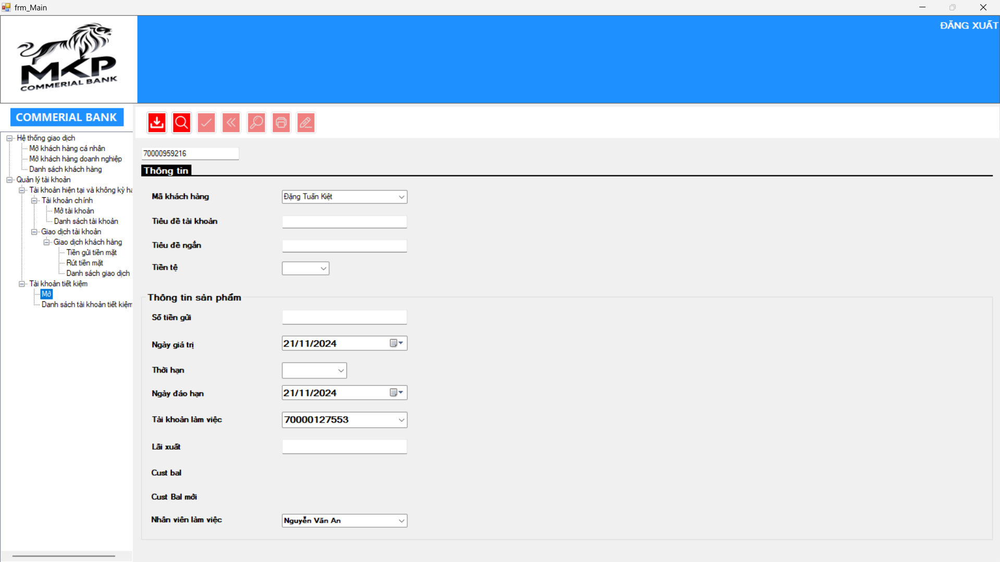 frm_Main
ĐĂNG XUẤT
MKP
COMMERIAL BANK
COMMERIAL BANK
Hệ thống giao dịch
Mở khách hàng cá nhân
Mở khách hàng doanh nghiệp
Danh sách khách hàng
Quản lý tài khoản
Tài khoản hiện tại và không kỳ hạ
Tài khoản chính
Mở tài khoản
Danh sách tài khoản
Giao dịch tài khoản
Giao dịch khách hàng
Tiền gửi tiền mặt
Rút tiền mặt
Danh sách giao dịch
Tài khoản tiết kiệm
Mở
Danh sách tài khoản tiết kiệm
70000959216
Thông tin
Mã khách hàng
Đặng Tuấn Kiệt
Tiêu đề tài khoản
Tiêu đề ngắn
Tiền tệ
Thông tin sản phẩm
Số tiền gửi
Ngày giá trị
21/11/2024
Thời hạn
Ngày đáo hạn
21/11/2024
Tài khoản làm việc
70000127553
Lãi xuất
Cust bal
Cust Bal mới
Nhân viên làm việc
Nguyễn Văn An